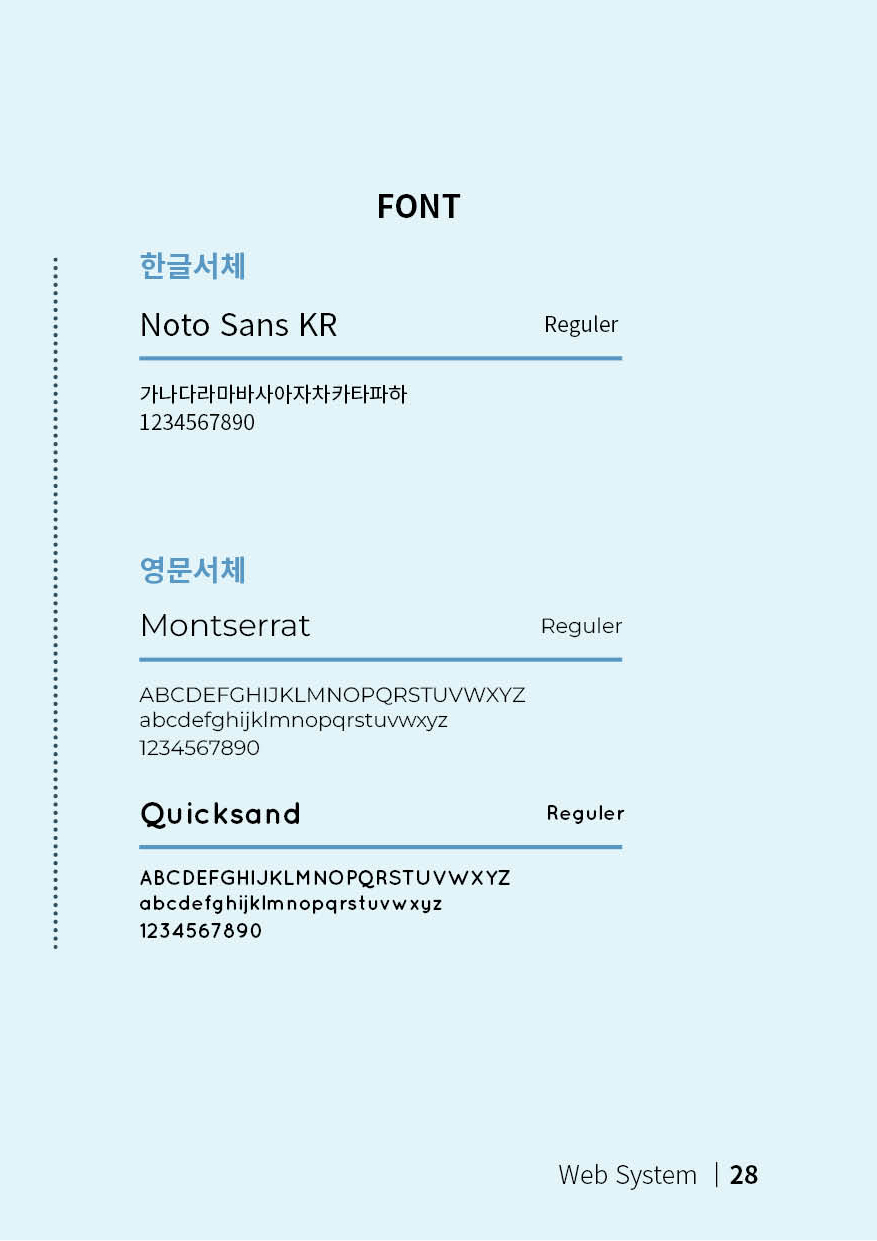 FONT
한글서체
Noto Sans KR Reguler
가나다라마바사아자차카타파하
1234567890
영문서체
Montserrat Reguler
ABCDEFGHIJKLMNOPQRSTUVWXYZ
abcdefghijklmnopqrstuvwxyz
1234567890
Quicksand Reguler
ABCDEFGHIJKLMNOPQRSTUVWXYZ
abcdefghijklmnopqrstuvwxyz
1234567890
Web System | 28